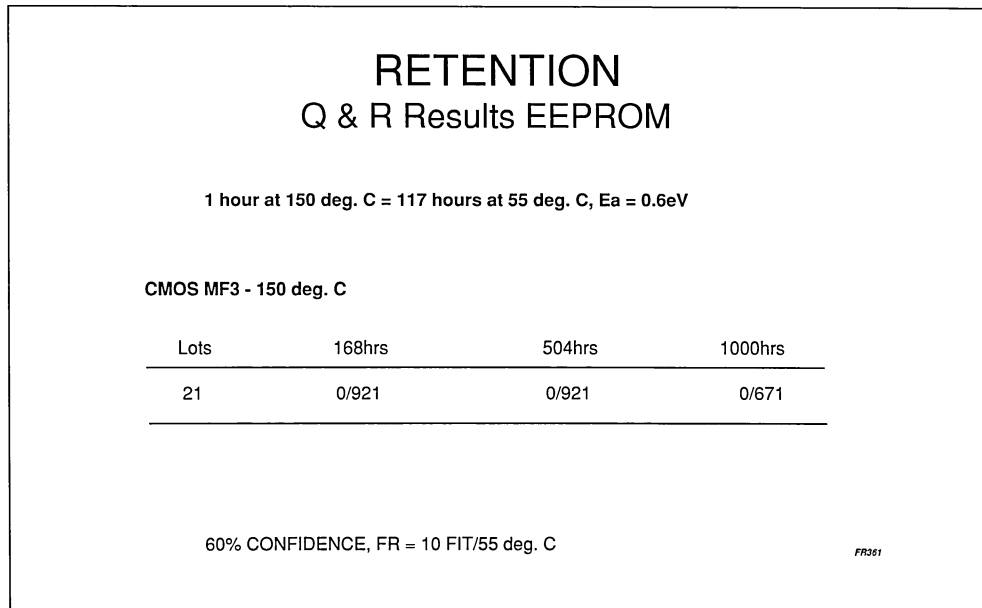 RETENTION
Q & R Results EEPROM
1 hour at 150 deg. C = 117 hours at 55 deg. C, Ea = 0.6eV
CMOS MF3 - 150 deg. C
Lots 168hrs 504hrs 1000hrs
21 0/921 0/921 0/671
60% CONFIDENCE, FR = 10 FIT/55 deg. C
FR361